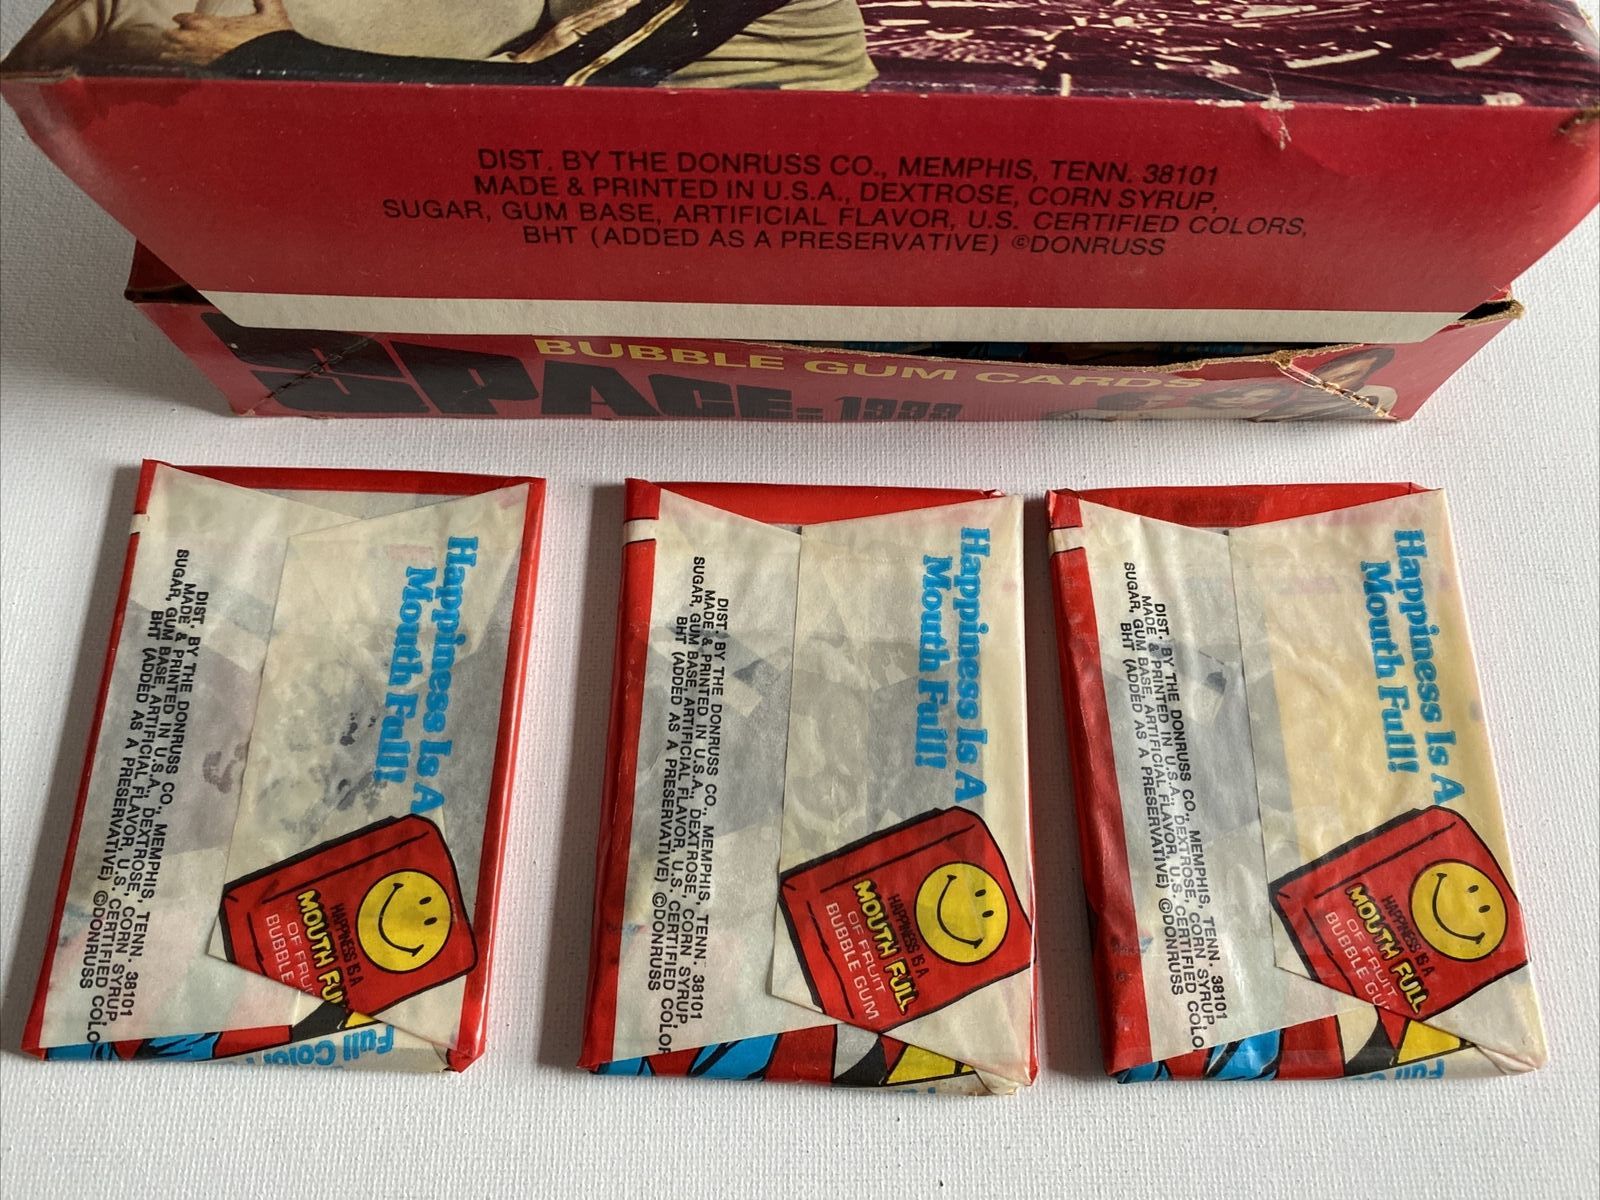 DIST. BY THE DONRUSS CO., MEMPHIS, TENN. 38101
MADE & PRINTED IN U.S.A., DEXTROSE, CORN SYRUP,
SUGAR, GUM BASE, ARTIFICIAL FLAVOR, U.S. CERTIFIED COLORS,
BHT (ADDED AS A PRESERVATIVE) ©DONRUSS
BUBBLE GUM CARDS
SPACE: 1999
Happiness Is A
Mouth Full!
DIST. BY THE DONRUSS CO., MEMPHIS, TENN. 38101
MADE & PRINTED IN U.S.A., DEXTROSE, CORN SYRUP,
SUGAR, GUM BASE, ARTIFICIAL FLAVOR, U.S. CERTIFIED COLO
BHT (ADDED AS A PRESERVATIVE) ©DONRUSS
HAPPINESS IS A
MOUTH FU
OF FRUI
BUBBLE
Full Color
Happiness Is A
Mouth Full!
DIST. BY THE DONRUSS CO., MEMPHIS, TENN. 38101
MADE & PRINTED IN U.S.A., DEXTROSE, CORN SYRUP,
SUGAR, GUM BASE, ARTIFICIAL FLAVOR, U.S. CERTIFIED COLOR
BHT (ADDED AS A PRESERVATIVE) ©DONRUSS
HAPPINESS IS A
MOUTH FULL
OF FRUIT
BUBBLE GUM
Happiness Is A
Mouth Full!
DIST. BY THE DONRUSS CO., MEMPHIS, TENN. 38101
MADE & PRINTED IN U.S.A., DEXTROSE, CORN SYRUP,
SUGAR, GUM BASE, ARTIFICIAL FLAVOR, U.S. CERTIFIED COLO
BHT (ADDED AS A PRESERVATIVE) ©DONRUSS
HAPPINESS IS A
MOUTH FULL
OF FRUIT
BUBBLE GU
Full Co